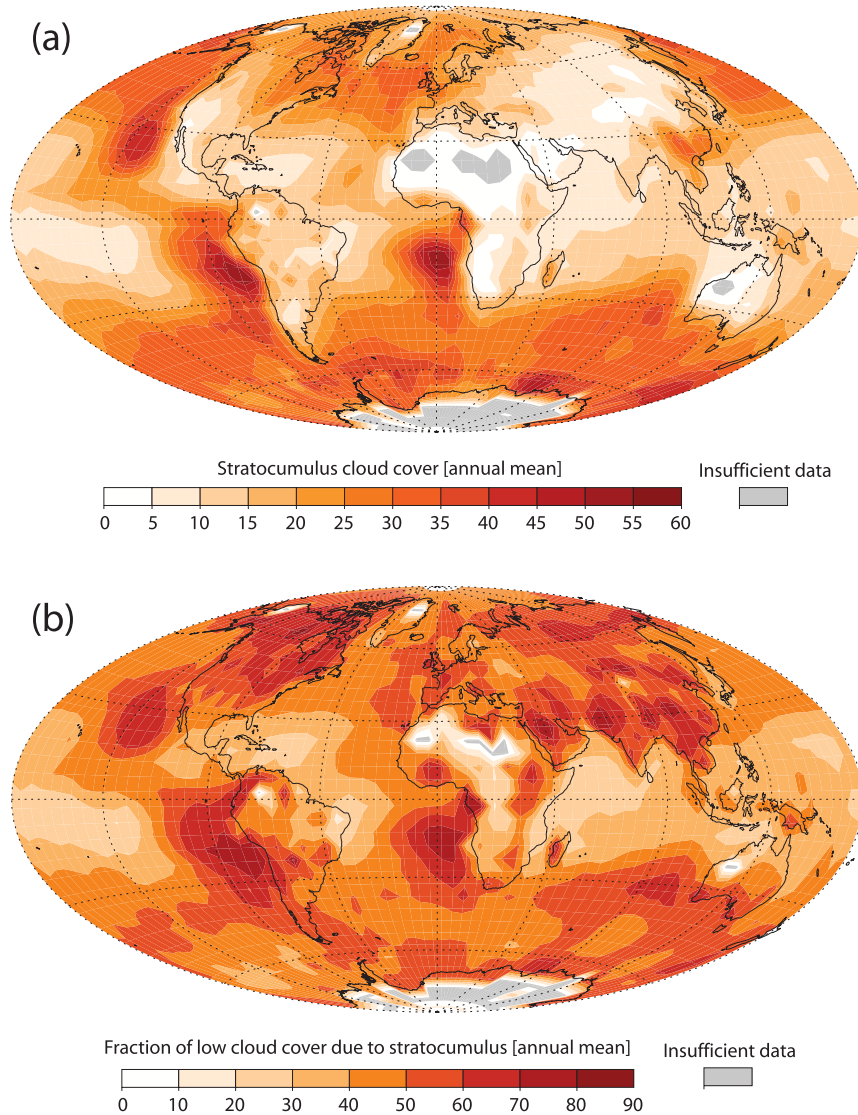 (a)
Stratocumulus cloud cover [annual mean]
Insufficient data
0 5 10 15 20 25 30 35 40 45 50 55 60
(b)
Fraction of low cloud cover due to stratocumulus [annual mean]
Insufficient data
0 10 20 30 40 50 60 70 80 90